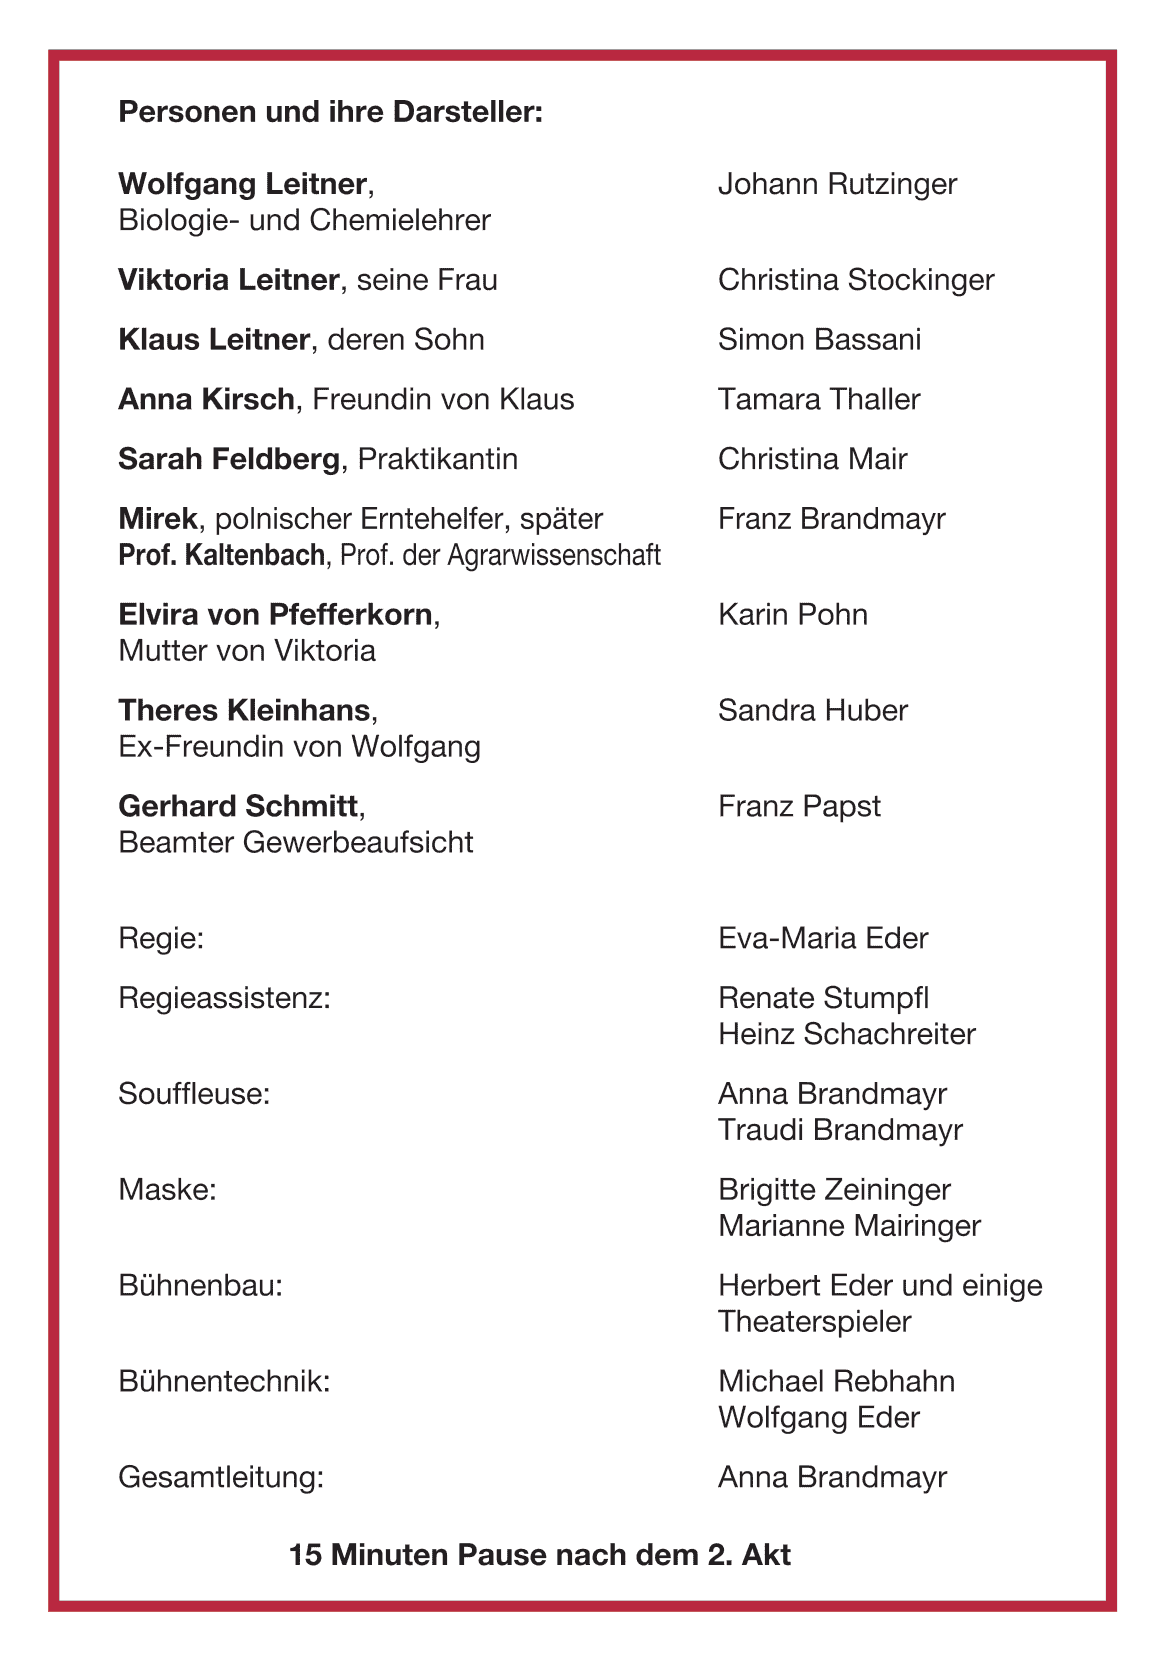 Personen und ihre Darsteller:
Wolfgang Leitner, Johann Rutzinger
Biologie- und Chemielehrer
Viktoria Leitner, seine Frau Christina Stockinger
Klaus Leitner, deren Sohn Simon Bassani
Anna Kirsch, Freundin von Klaus Tamara Thaller
Sarah Feldberg, Praktikantin Christina Mair
Mirek, polnischer Erntehelfer, später Franz Brandmayr
Prof. Kaltenbach, Prof. der Agrarwissenschaft
Elvira von Pfefferkorn, Karin Pohn
Mutter von Viktoria
Theres Kleinhans, Sandra Huber
Ex-Freundin von Wolfgang
Gerhard Schmitt, Franz Papst
Beamter Gewerbeaufsicht
Regie: Eva-Maria Eder
Regieassistenz: Renate Stumpfl
Heinz Schachreiter
Souffleuse: Anna Brandmayr
Traudi Brandmayr
Maske: Brigitte Zeininger
Marianne Mairinger
Bühnenbau: Herbert Eder und einige
Theaterspieler
Bühnentechnik: Michael Rebhahn
Wolfgang Eder
Gesamtleitung: Anna Brandmayr
15 Minuten Pause nach dem 2. Akt